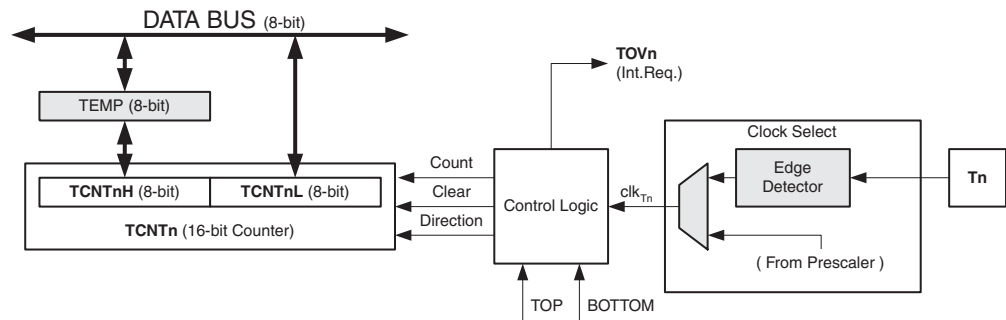 DATA BUS (8-bit)
TOVn
(Int.Req.)
TEMP (8-bit)
Clock Select
Count
Edge
Detector
TCNTnH (8-bit)
TCNTnL (8-bit)
Clear
Control Logic
clkTn
Tn
TCNTn (16-bit Counter)
Direction
( From Prescaler )
TOP
BOTTOM